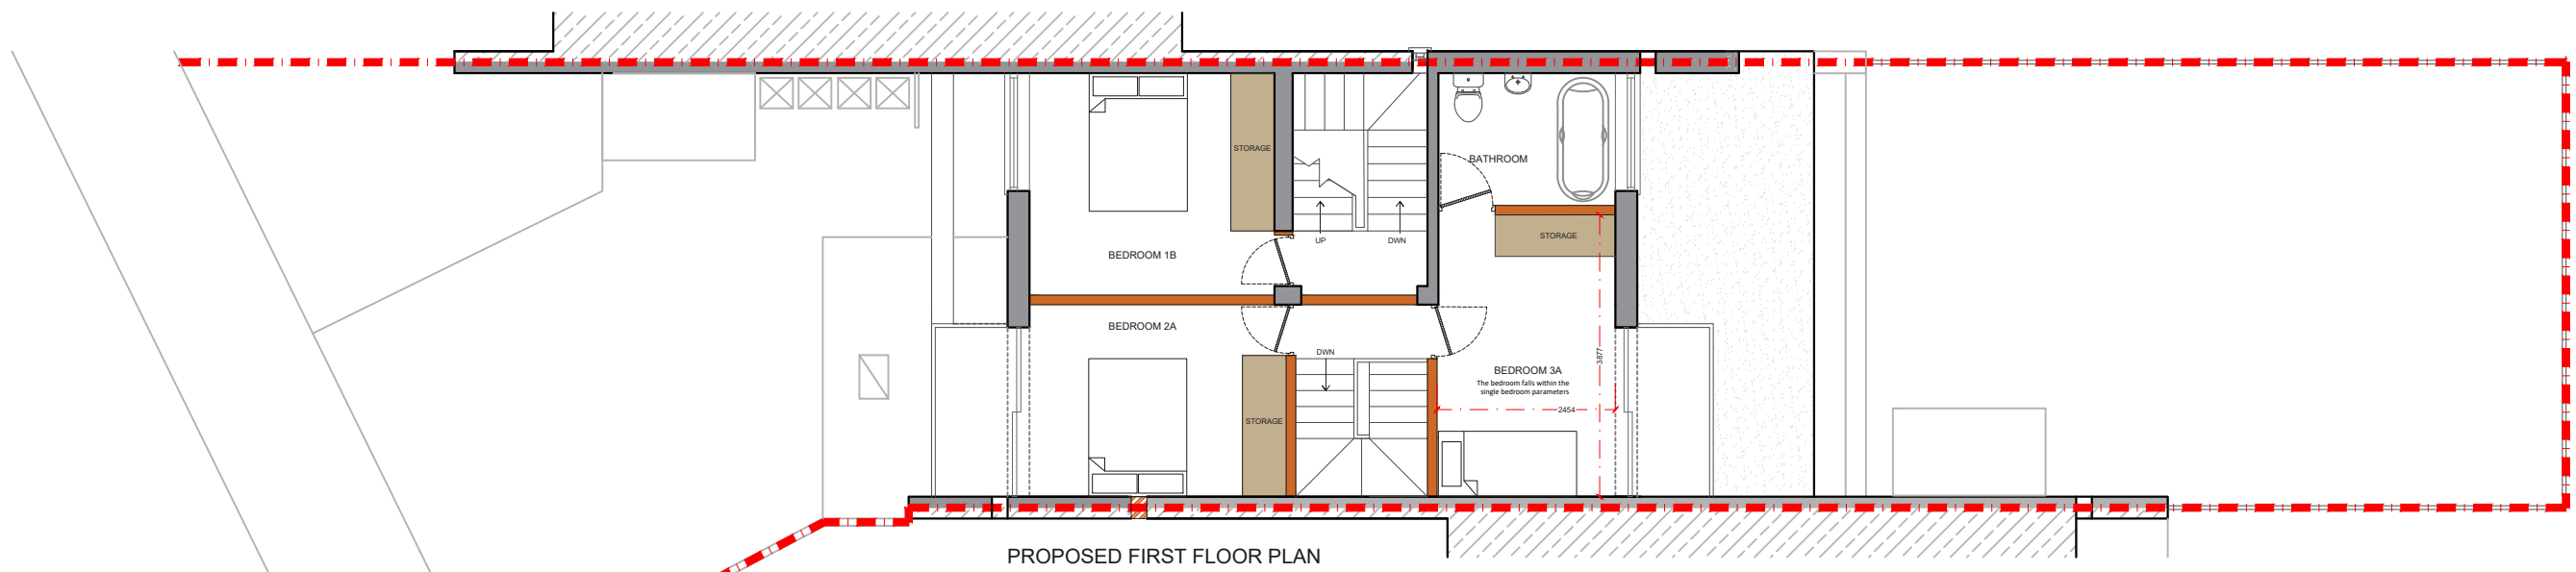 STORAGE
BATHROOM
UP
DWN
STORAGE
BEDROOM 1B
BEDROOM 2A
DWN
3877
BEDROOM 3A
The bedroom falls within the
single bedroom parameters
2454
STORAGE
PROPOSED FIRST FLOOR PLAN